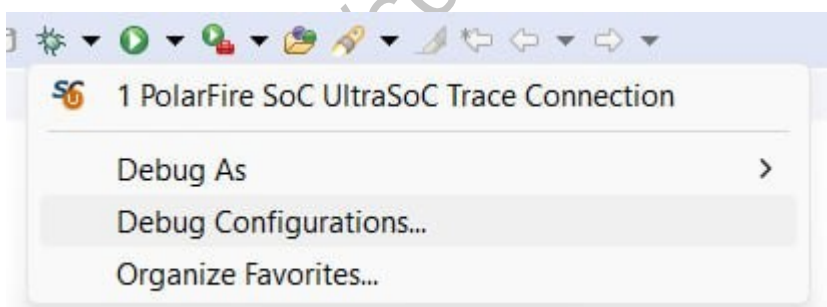 1 PolarFire SoC UltraSoC Trace Connection
Debug As
Debug Configurations...
Organize Favorites...